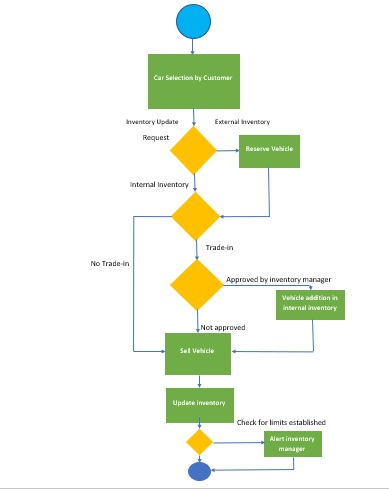 Car Selection by Customer
Inventory Update
External Inventory
Request
Reserve Vehicle
Internal Inventory
Trade-in
No Trade-in
Approved by inventory manager
Vehicle addition in
internal inventory
Not approved
Sell Vehicle
Update inventory
Check for limits established
Alert inventory
manager